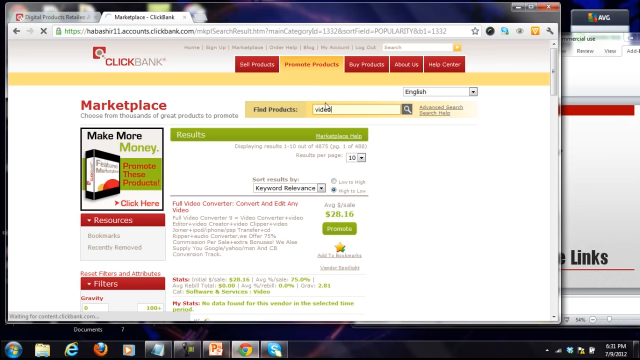 Digital Products Retailer A
Marketplace - ClickBank
https://habashir11.accounts.clickbank.com/mkplSearchResult.htm?mainCategoryId=1332&sortField=POPULARITY&b1=1332
AVG
Home | Sign Up | Marketplace | Order Help | Blog | My Account | Log Out
Search
CLICKBANK®
Sell Products
Promote Products
Buy Products
About Us
Help Center
English
Marketplace
Choose from thousands of great products to promote
Find Products:
video
Advanced Search
Search Help
Make More
Money.
Promote
These
Products!
Click Here
Results
Marketplace Help
Displaying results 1-10 out of 4875 (pg. 1 of 488)
Results per page:
10
Sort results by:
Keyword Relevance
Low to High
High to Low
Resources
Bookmarks
Recently-Removed
Reset Filters and Attributes
Filters
Gravity
0
100+
Full Video Converter: Convert And Edit Any
Video
Full Video Converter 9 = Video Converter+video
Editor+video Creator+video Clipper+video
Joiner+ipod/iphone/psp Transfer+cd
Ripper+audio Converter;we Offer 75%
Commission Per Sale+extra Bonuses! We Also
Supply You Google/yahoo/msn And CB
Conversion Track.
Avg $/sale
$28.16
Promote
Add To Bookmarks
Vendor Spotlight
Stats: Initial $/sale: $28.16 | Avg %/sale: 75.0% |
Avg Rebill Total: $0.00 | Avg %/rebill: 0.0% | Grav: 2.81
Cat: Software & Services : Video
My Stats: No data found for this vendor in the selected time
period.
Waiting for content.clickbank.com...
Documents
7
mmercial use
e Links
54%
6:31 PM
7/9/2012